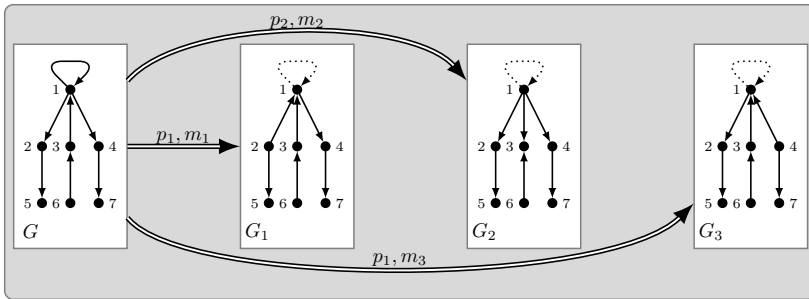 p₂, m₂
1 1 1 1
2 3 4 p₁, m₁ 2 3 4 2 3 4 2 3 4
5 6 7 5 6 7 5 6 7 5 6 7
G G₁ G₂ G₃
p₁, m₃